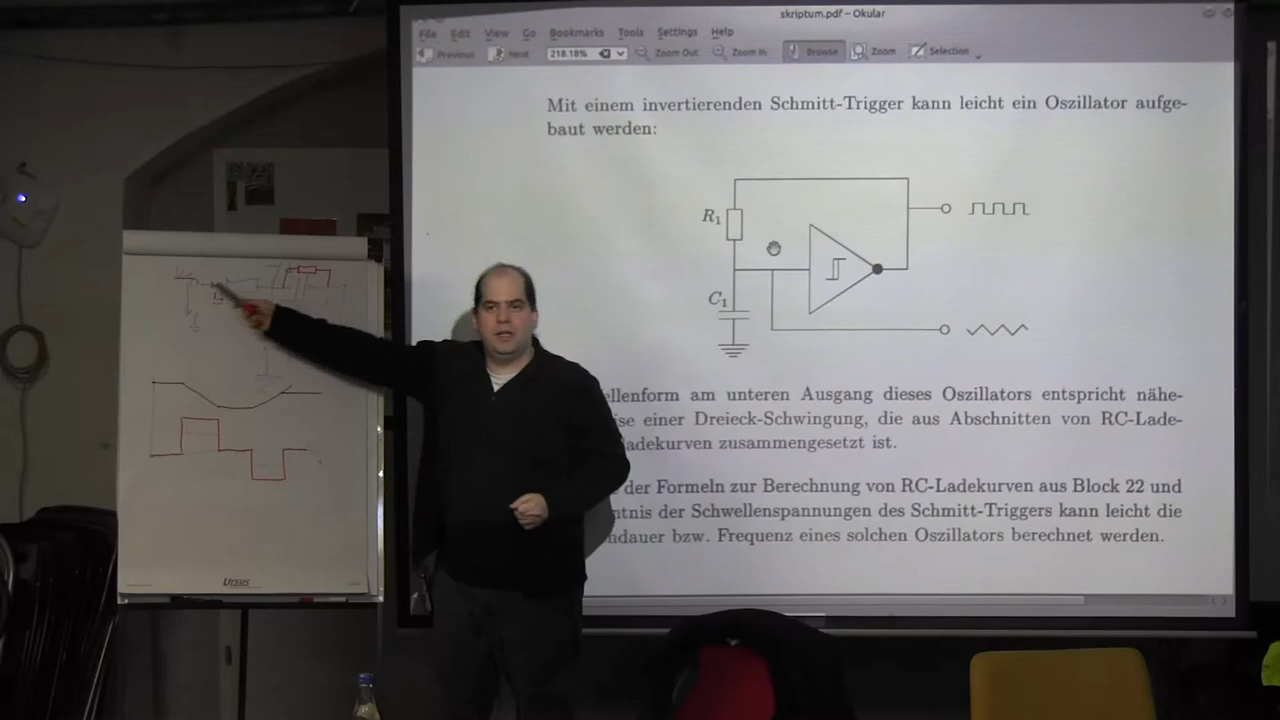 skriptum.pdf – Okular
File Edit View Go Bookmarks Tools Settings Help
Previous Next 218.18% Zoom Out Zoom In Browse Zoom Selection
Mit einem invertierenden Schmitt-Trigger kann leicht ein Oszillator aufge-
baut werden:
R1
C1
ellenform am unteren Ausgang dieses Oszillators entspricht nähe-
ise einer Dreieck-Schwingung, die aus Abschnitten von RC-Lade-
ladekurven zusammengesetzt ist.
der Formeln zur Berechnung von RC-Ladekurven aus Block 22 und
ntnis der Schwellenspannungen des Schmitt-Triggers kann leicht die
ndauer bzw. Frequenz eines solchen Oszillators berechnet werden.